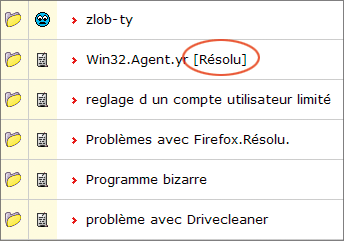 zlob-ty
Win32.Agent.yr [Résolu]
reglage d un compte utilisateur limité
Problèmes avec Firefox.Résolu.
Programme bizarre
problème avec Drivecleaner